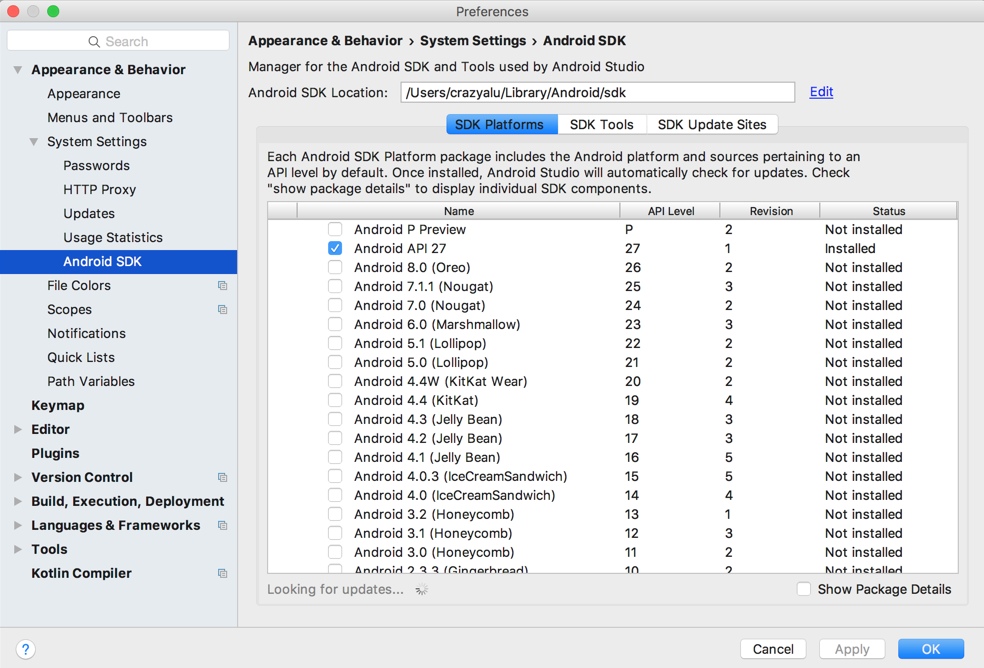 Preferences
Search
Appearance & Behavior
Appearance
Menus and Toolbars
System Settings
Passwords
HTTP Proxy
Updates
Usage Statistics
Android SDK
File Colors
Scopes
Notifications
Quick Lists
Path Variables
Keymap
Editor
Plugins
Version Control
Build, Execution, Deployment
Languages & Frameworks
Tools
Kotlin Compiler
Appearance & Behavior › System Settings › Android SDK
Manager for the Android SDK and Tools used by Android Studio
Android SDK Location: /Users/crazyalu/Library/Android/sdk Edit
SDK Platforms SDK Tools SDK Update Sites
Each Android SDK Platform package includes the Android platform and sources pertaining to an
API level by default. Once installed, Android Studio will automatically check for updates. Check
"show package details" to display individual SDK components.
Name API Level Revision Status
Android P Preview P 2 Not installed
Android API 27 27 1 Installed
Android 8.0 (Oreo) 26 2 Not installed
Android 7.1.1 (Nougat) 25 3 Not installed
Android 7.0 (Nougat) 24 2 Not installed
Android 6.0 (Marshmallow) 23 3 Not installed
Android 5.1 (Lollipop) 22 2 Not installed
Android 5.0 (Lollipop) 21 2 Not installed
Android 4.4W (KitKat Wear) 20 2 Not installed
Android 4.4 (KitKat) 19 4 Not installed
Android 4.3 (Jelly Bean) 18 3 Not installed
Android 4.2 (Jelly Bean) 17 3 Not installed
Android 4.1 (Jelly Bean) 16 5 Not installed
Android 4.0.3 (IceCreamSandwich) 15 5 Not installed
Android 4.0 (IceCreamSandwich) 14 4 Not installed
Android 3.2 (Honeycomb) 13 1 Not installed
Android 3.1 (Honeycomb) 12 3 Not installed
Android 3.0 (Honeycomb) 11 2 Not installed
Android 2.3.3 (Gingerbread) 10 2 Not installed
Looking for updates... Show Package Details
? Cancel Apply OK